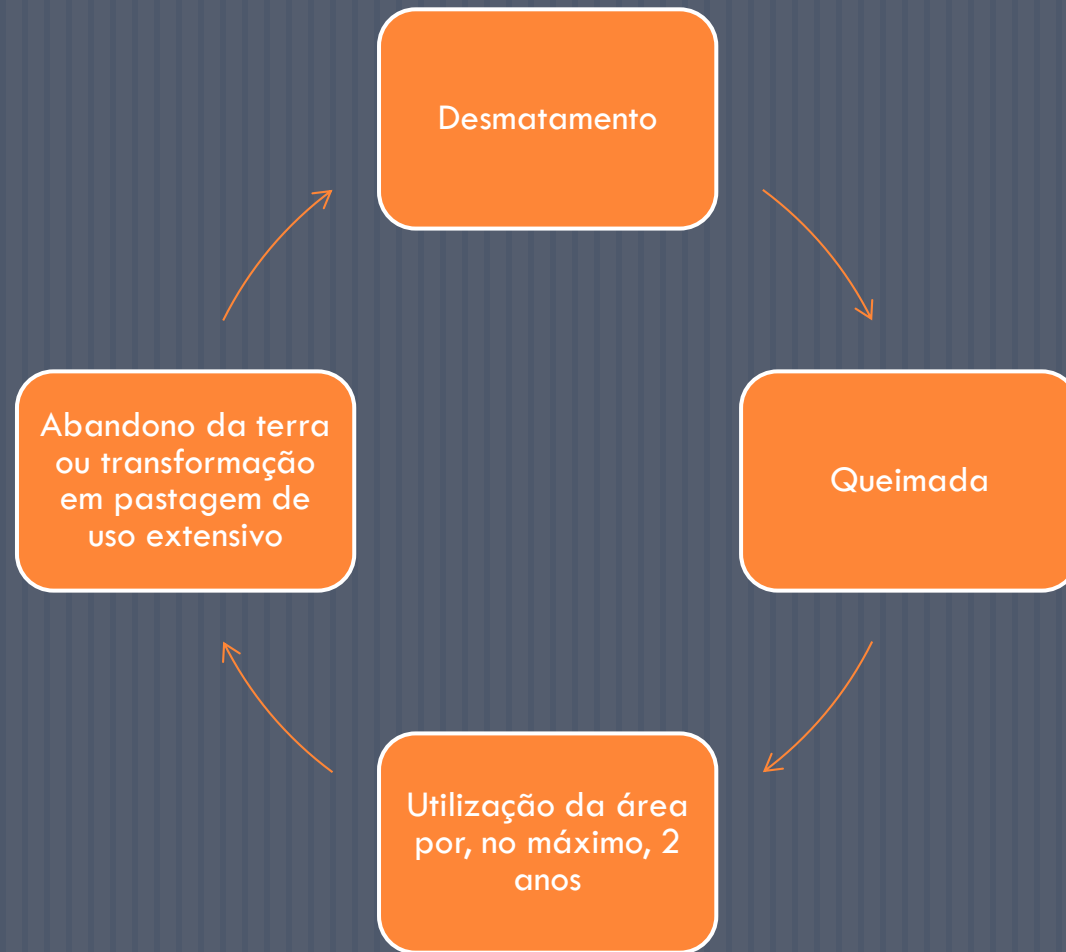 Desmatamento
Queimada
Utilização da área
por, no máximo, 2
anos
Abandono da terra
ou transformação
em pastagem de
uso extensivo